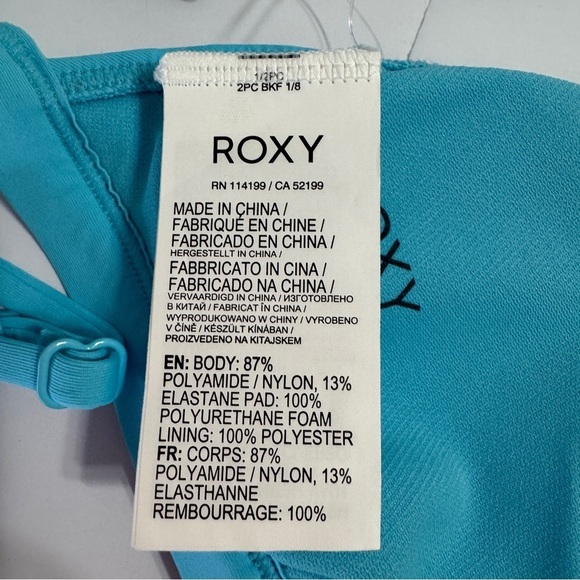 1/2PC
2PC BKF 1/8
ROXY
RN 114199 / CA 52199
MADE IN CHINA /
FABRIQUÉ EN CHINE /
FABRICADO EN CHINA /
HERGESTELLT IN CHINA /
FABBRICATO IN CINA /
FABRICADO NA CHINA /
VERVAARDIGD IN CHINA / ИЗГОТОВЛЕНО
В КИТАЙ / FABRICAT ÎN CHINA /
WYPRODUKOWANO W CHINY / VYROBENO
V ČÍNĚ / KÉSZÜLT KÍNÁBAN /
PROIZVEDENO NA KITAJSKEM
EN: BODY: 87%
POLYAMIDE / NYLON, 13%
ELASTANE PAD: 100%
POLYURETHANE FOAM
LINING: 100% POLYESTER
FR: CORPS: 87%
POLYAMIDE / NYLON, 13%
ELASTHANNE
REMBOURRAGE: 100%
OXY